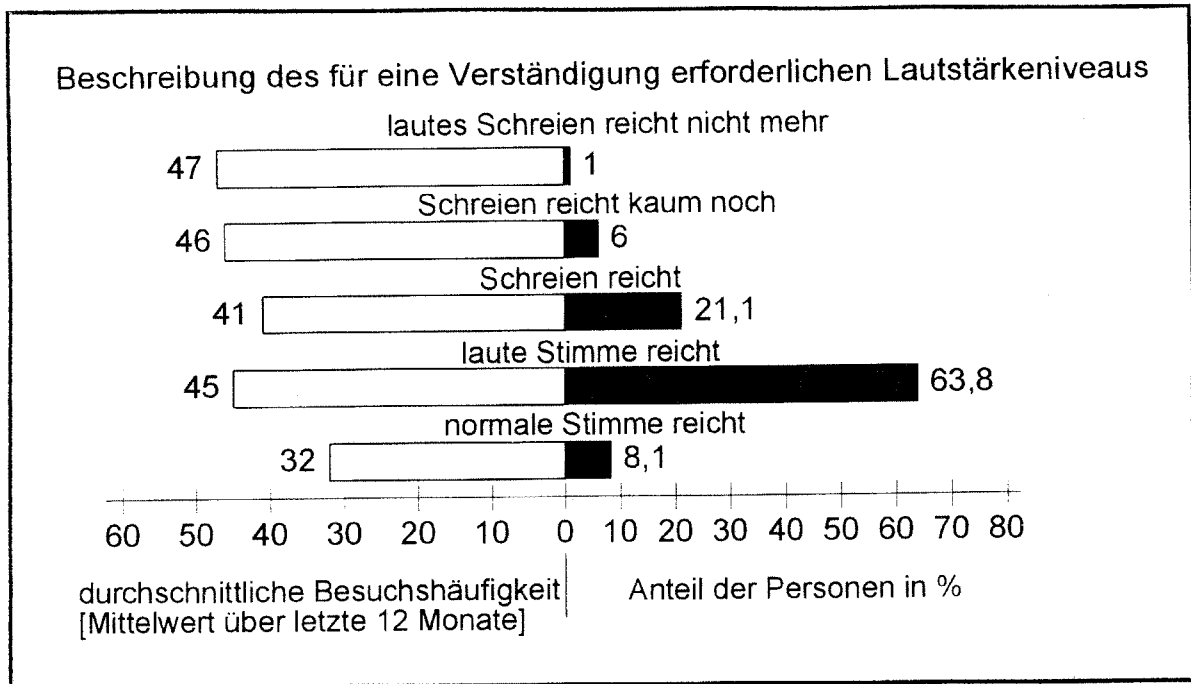 Beschreibung des für eine Verständigung erforderlichen Lautstärkeniveaus
lautes Schreien reicht nicht mehr
47 1
Schreien reicht kaum noch
46 6
Schreien reicht
41 21,1
laute Stimme reicht
45 63,8
normale Stimme reicht
32 8,1
60 50 40 30 20 10 0 10 20 30 40 50 60 70 80
durchschnittliche Besuchshäufigkeit Anteil der Personen in %
[Mittelwert über letzte 12 Monate]